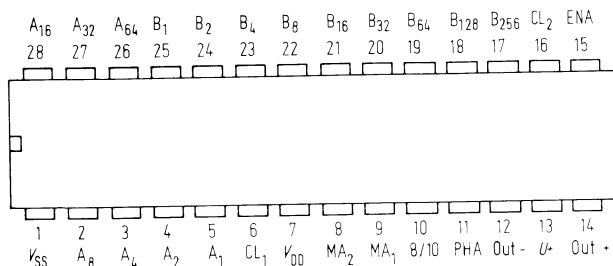 A16 A32 A64 B1 B2 B4 B8 B16 B32 B64 B128 B256 CL2 ENA
28 27 26 25 24 23 22 21 20 19 18 17 16 15
1 2 3 4 5 6 7 8 9 10 11 12 13 14
VSS A8 A4 A2 A1 CL1 VDD MA2 MA1 8/10 PHA Out - U+ Out +